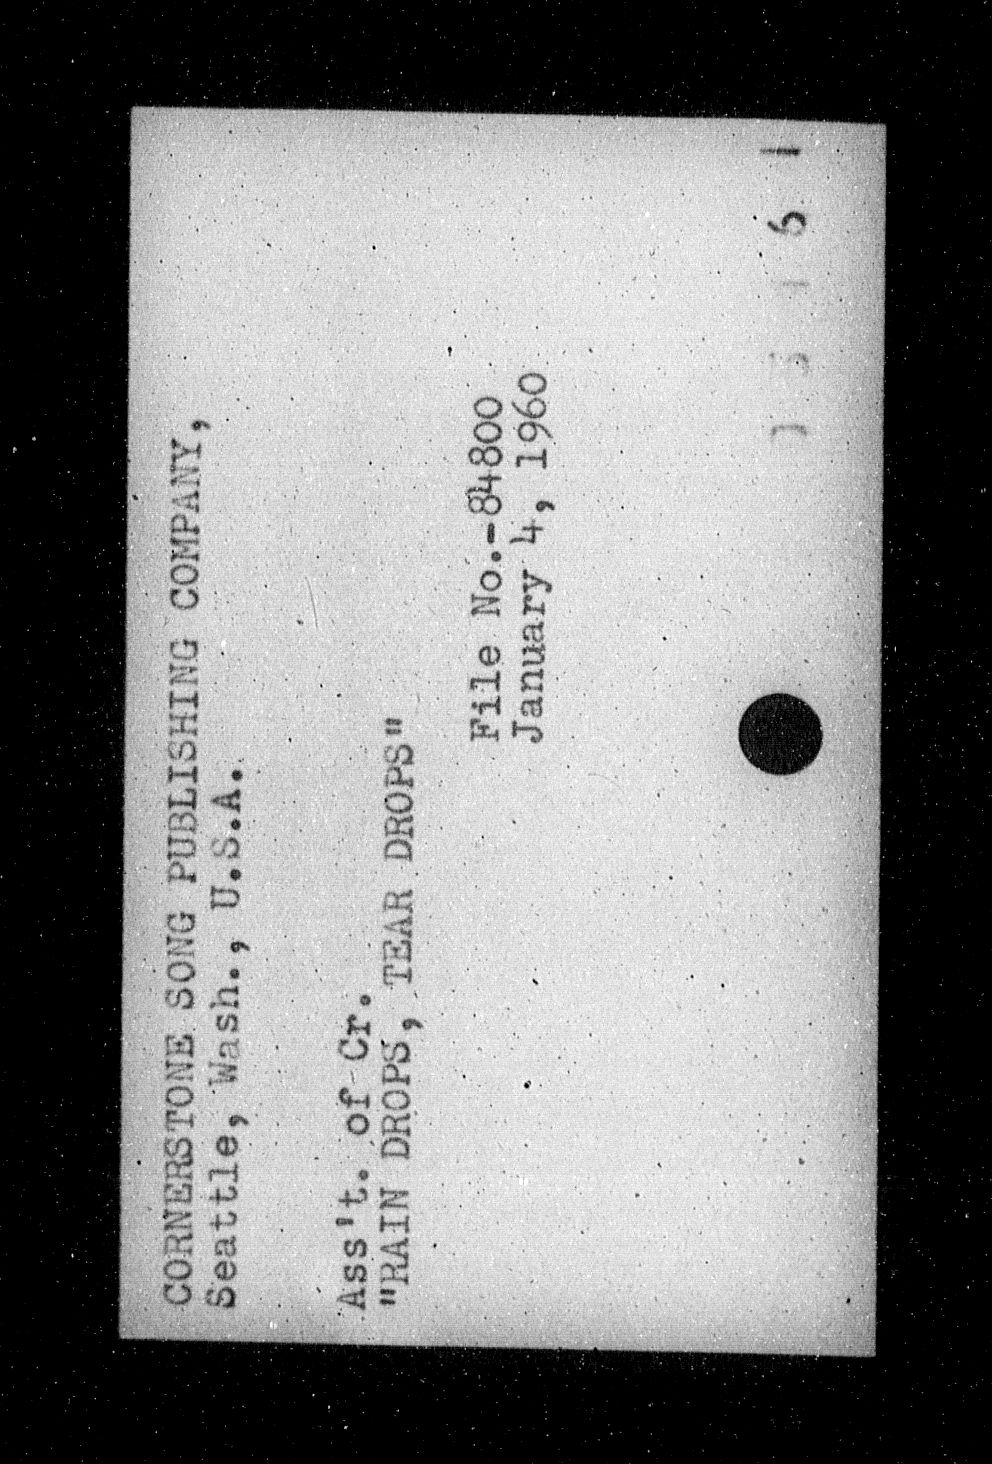 CORNERSTONE SONG PUBLISHING COMPANY,
Seattle, Wash., U.S.A.
Ass't. of Cr.
"RAIN DROPS, TEAR DROPS"
File No.-84800
January 4, 1960